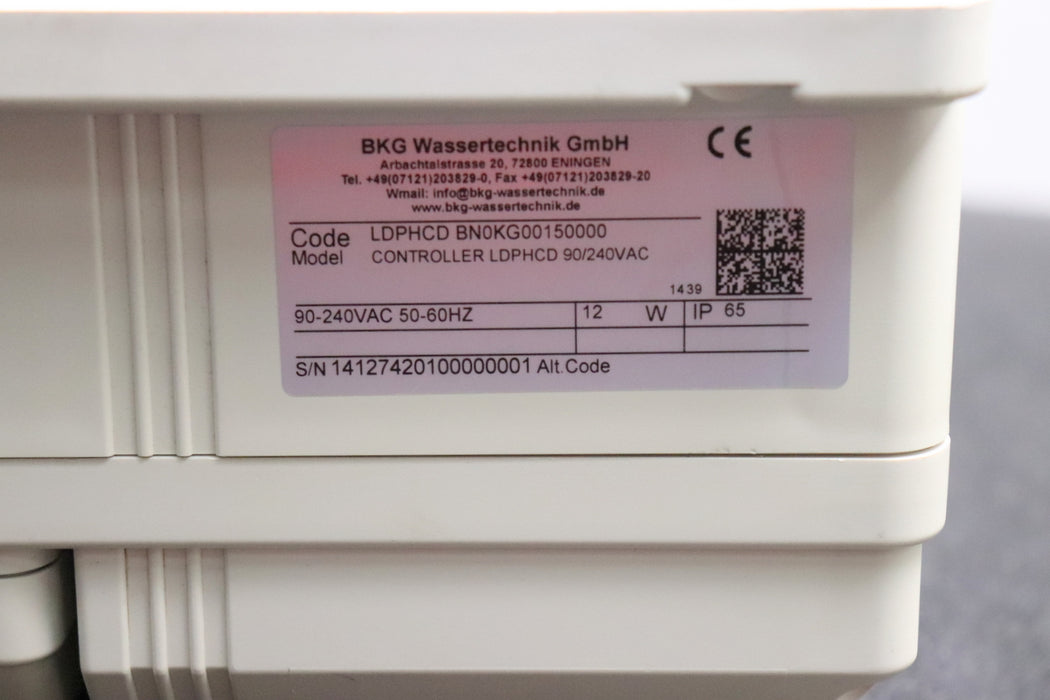 BKG Wassertechnik GmbH
Arbachtalstrasse 20, 72800 ENINGEN
Tel. +49(07121)203829-0, Fax +49(07121)203829-20
Wmail: info@bkg-wassertechnik.de
www.bkg-wassertechnik.de
CE
Code LDPHCD BN0KG00150000
Model CONTROLLER LDPHCD 90/240VAC
1439
90-240VAC 50-60HZ 12 W IP 65
S/N 14127420100000001 Alt.Code